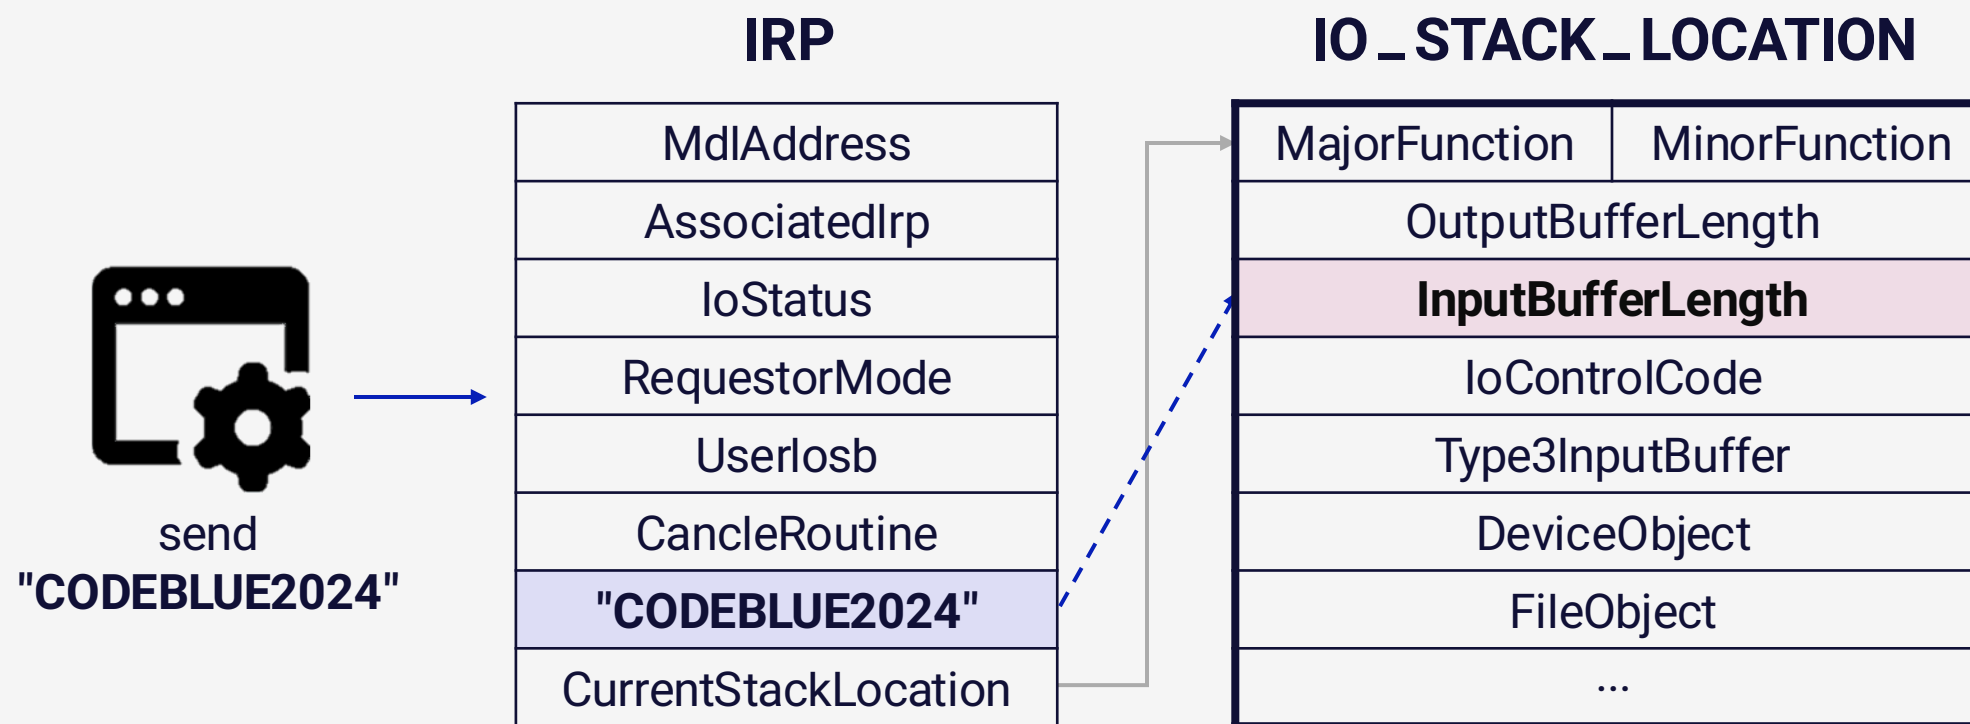 IRP
IO_STACK_LOCATION
MdlAddress
AssociatedIrp
IoStatus
RequestorMode
UserIosb
CancleRoutine
"CODEBLUE2024"
CurrentStackLocation
MajorFunction
MinorFunction
OutputBufferLength
InputBufferLength
IoControlCode
Type3InputBuffer
DeviceObject
FileObject
...
send
"CODEBLUE2024"